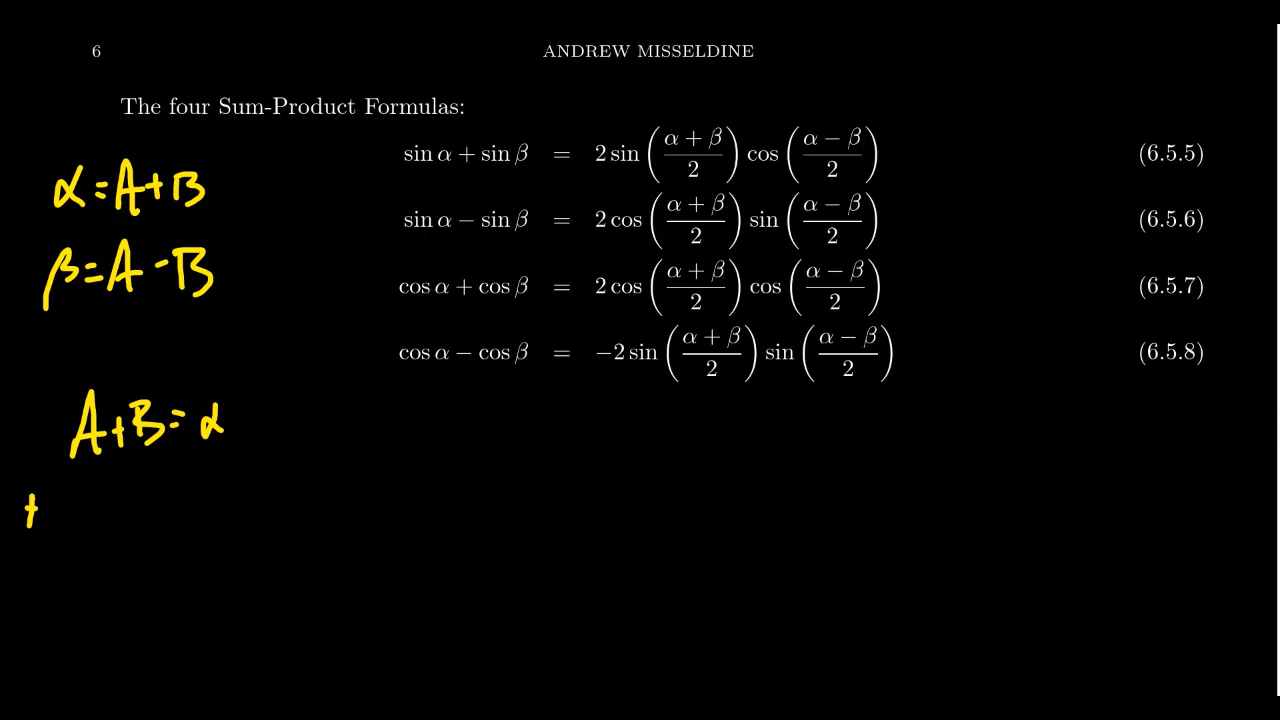 6 ANDREW MISSELDINE
The four Sum-Product Formulas:
sin α + sin β = 2 sin (α + β / 2) cos (α − β / 2) (6.5.5)
sin α − sin β = 2 cos (α + β / 2) sin (α − β / 2) (6.5.6)
cos α + cos β = 2 cos (α + β / 2) cos (α − β / 2) (6.5.7)
cos α − cos β = −2 sin (α + β / 2) sin (α − β / 2) (6.5.8)
α = A + B
β = A - B
A + B = α
+